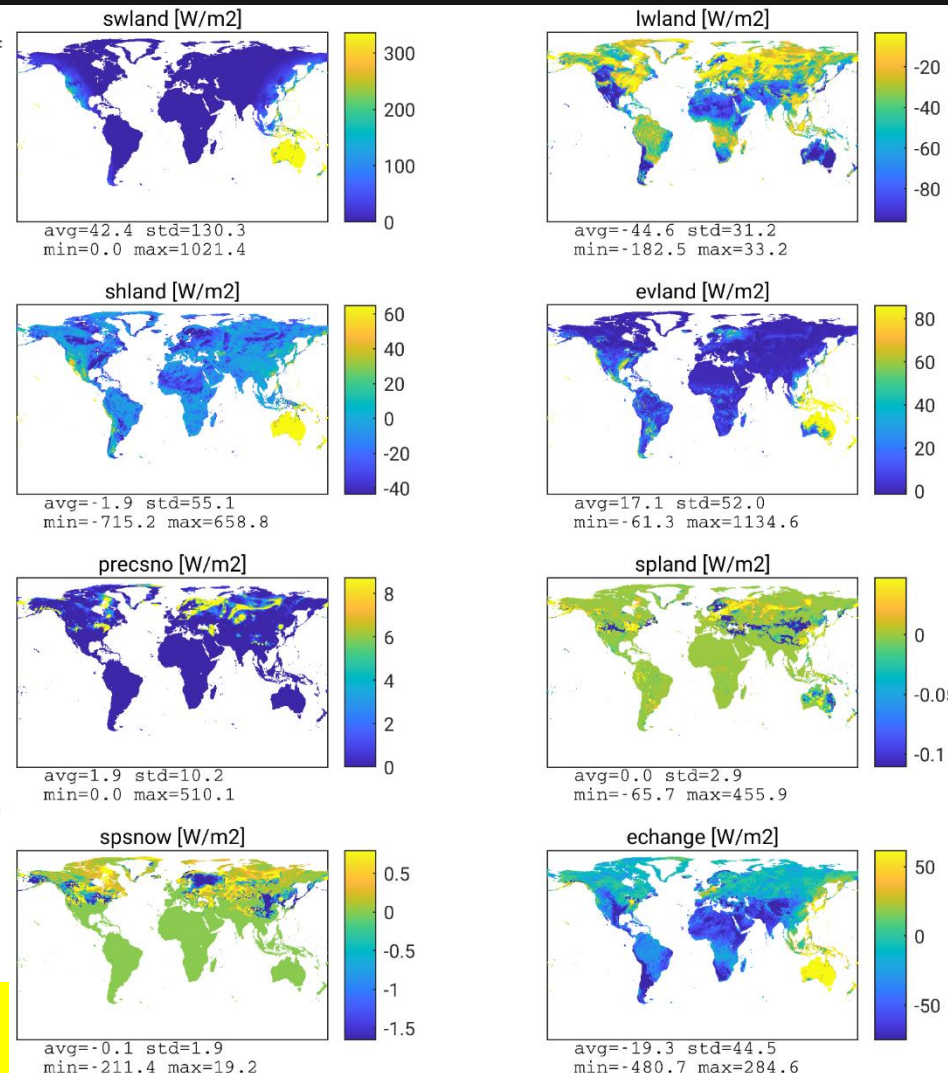 swland [W/m2]
300
200
100
0
avg=42.4 std=130.3
min=0.0 max=1021.4
lwland [W/m2]
-20
-40
-60
-80
avg=-44.6 std=31.2
min=-182.5 max=33.2
shland [W/m2]
60
40
20
0
-20
-40
avg=-1.9 std=55.1
min=-715.2 max=658.8
evland [W/m2]
80
60
40
20
0
avg=17.1 std=52.0
min=-61.3 max=1134.6
precsno [W/m2]
8
6
4
2
0
avg=1.9 std=10.2
min=0.0 max=510.1
spland [W/m2]
0
-0.05
-0.1
avg=0.0 std=2.9
min=-65.7 max=455.9
spsnow [W/m2]
0.5
0
-0.5
-1
-1.5
avg=-0.1 std=1.9
min=-211.4 max=19.2
echange [W/m2]
50
0
-50
avg=-19.3 std=44.5
min=-480.7 max=284.6